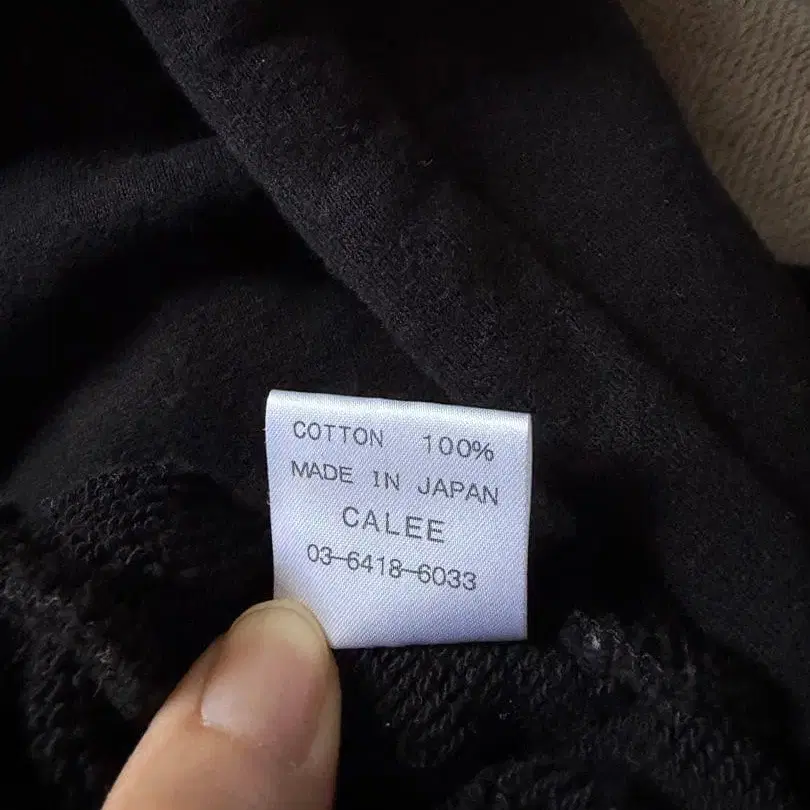 COTTON 100%
MADE IN JAPAN
CALEE
03-6418-6033